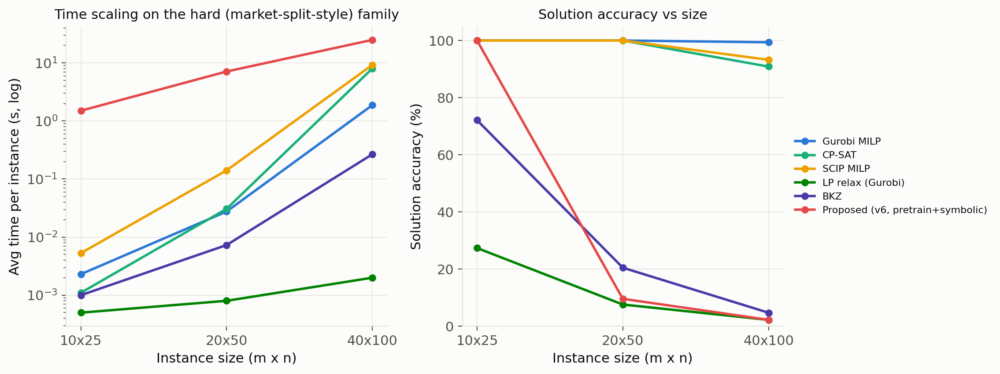 Time scaling on the hard (market-split-style) family
Avg time per instance (s, log)
10¹
10⁰
10⁻¹
10⁻²
10⁻³
10x25
20x50
40x100
Instance size (m x n)
Solution accuracy vs size
Solution accuracy (%)
100
80
60
40
20
0
10x25
20x50
40x100
Instance size (m x n)
Gurobi MILP
CP-SAT
SCIP MILP
LP relax (Gurobi)
BKZ
Proposed (v6, pretrain+symbolic)